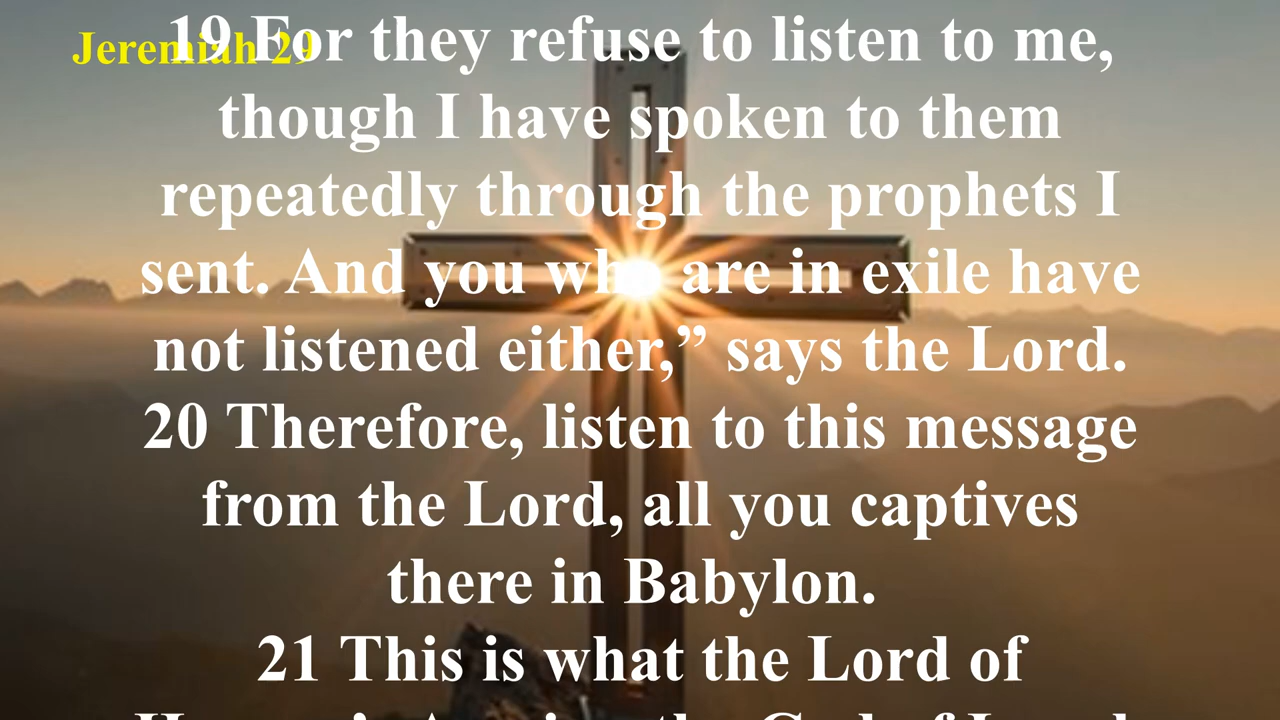 Jeremiah 29
19 For they refuse to listen to me,
though I have spoken to them
repeatedly through the prophets I
sent. And you who are in exile have
not listened either,” says the Lord.
20 Therefore, listen to this message
from the Lord, all you captives
there in Babylon.
21 This is what the Lord of